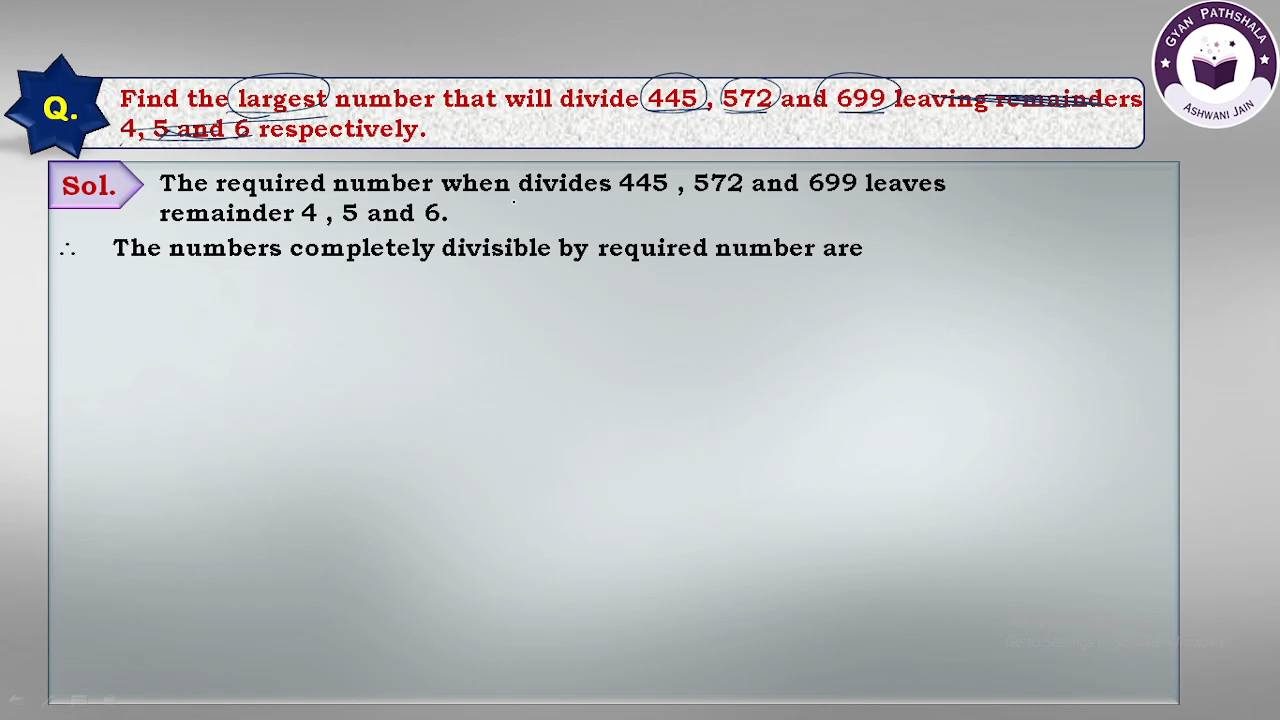 GYAN PATHSHALA
ASHWANI JAIN
Q.
Find the largest number that will divide 445 , 572 and 699 leaving remainders
4, 5 and 6 respectively.
Sol.
The required number when divides 445 , 572 and 699 leaves
remainder 4 , 5 and 6.
∴ The numbers completely divisible by required number are